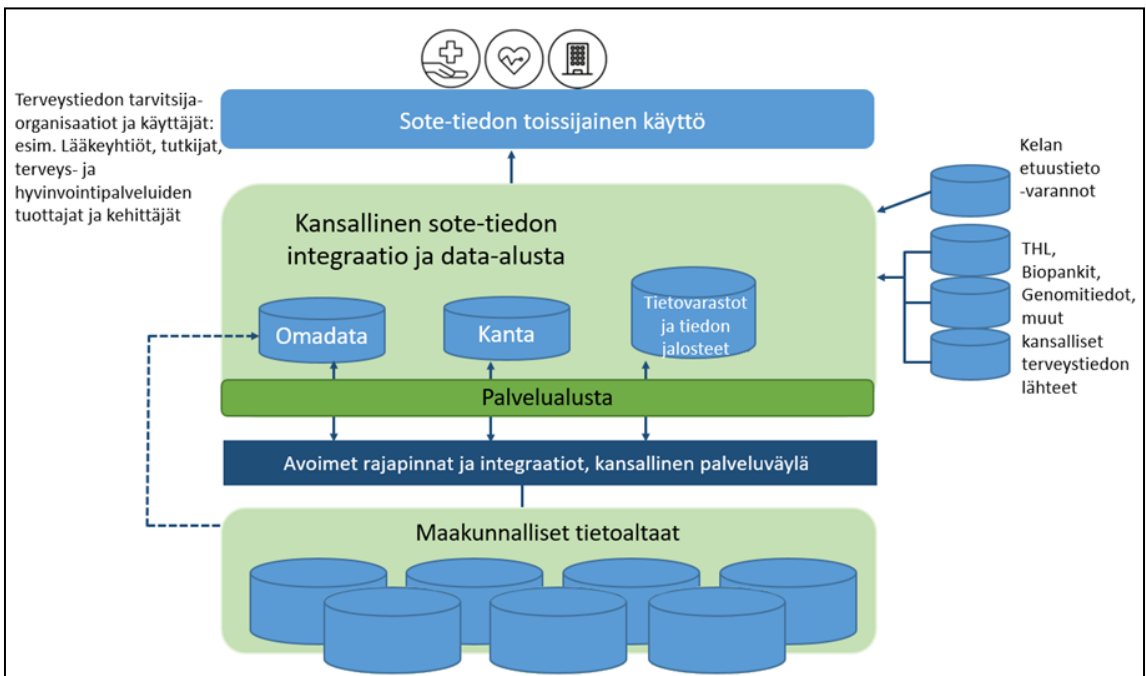 Terveystiedon tarvitsija-
organisaatiot ja käyttäjät:
esim. Lääkeyhtiöt, tutkijat,
terveys- ja
hyvinvointipalveluiden
tuottajat ja kehittäjät
Sote-tiedon toissijainen käyttö
Kelan
etuustieto
-varannot
Kansallinen sote-tiedon
integraatio ja data-alusta
THL,
Biopankit,
Genomitiedot,
muut
kansalliset
terveystiedon
lähteet
Omadata
Kanta
Tietovarastot
ja tiedon
jalosteet
Palvelualusta
Avoimet rajapinnat ja integraatiot, kansallinen palveluväylä
Maakunnalliset tietoaltaat